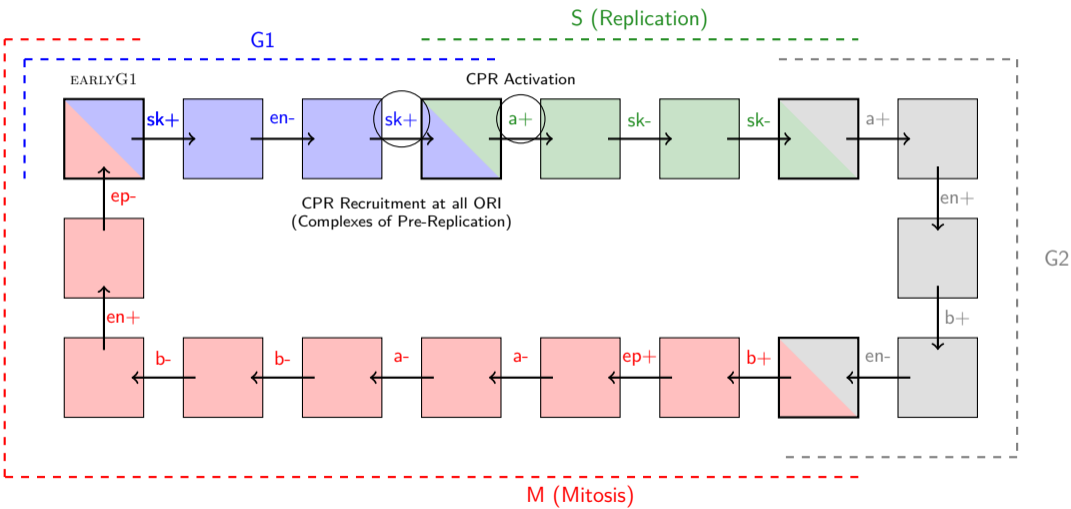 S (Replication)
G1
EARLYG1
CPR Activation
sk+
en-
sk+
a+
sk-
sk-
a+
ep-
en+
CPR Recruitment at all ORI
(Complexes of Pre-Replication)
G2
en+
b+
b-
b-
a-
a-
ep+
b+
en-
M (Mitosis)